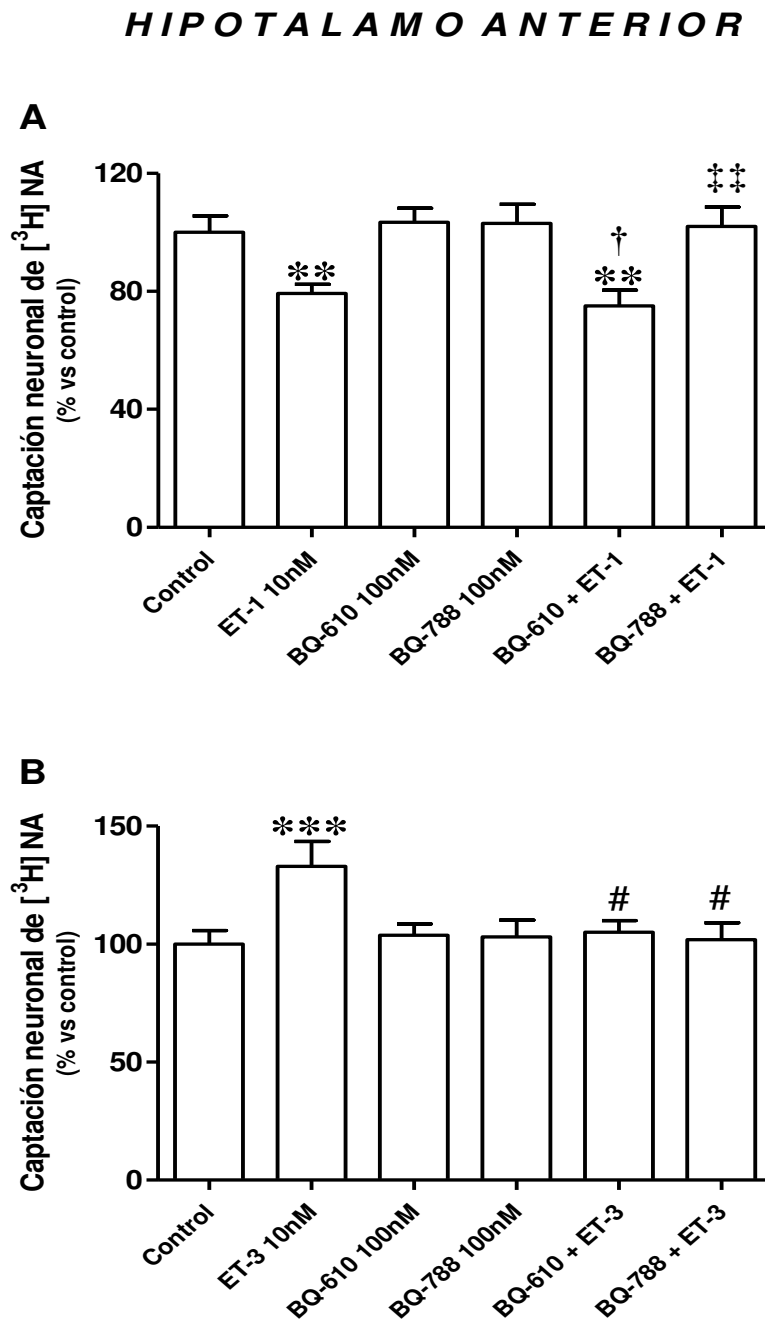 HIPOTALAMO ANTERIOR
A
Captación neuronal de [³H] NA
(% vs control)
120
80
40
0
**
†
**
‡‡
Control
ET-1 10nM
BQ-610 100nM
BQ-788 100nM
BQ-610 + ET-1
BQ-788 + ET-1
B
Captación neuronal de [³H] NA
(% vs control)
150
100
50
0
***
#
#
Control
ET-3 10nM
BQ-610 100nM
BQ-788 100nM
BQ-610 + ET-3
BQ-788 + ET-3